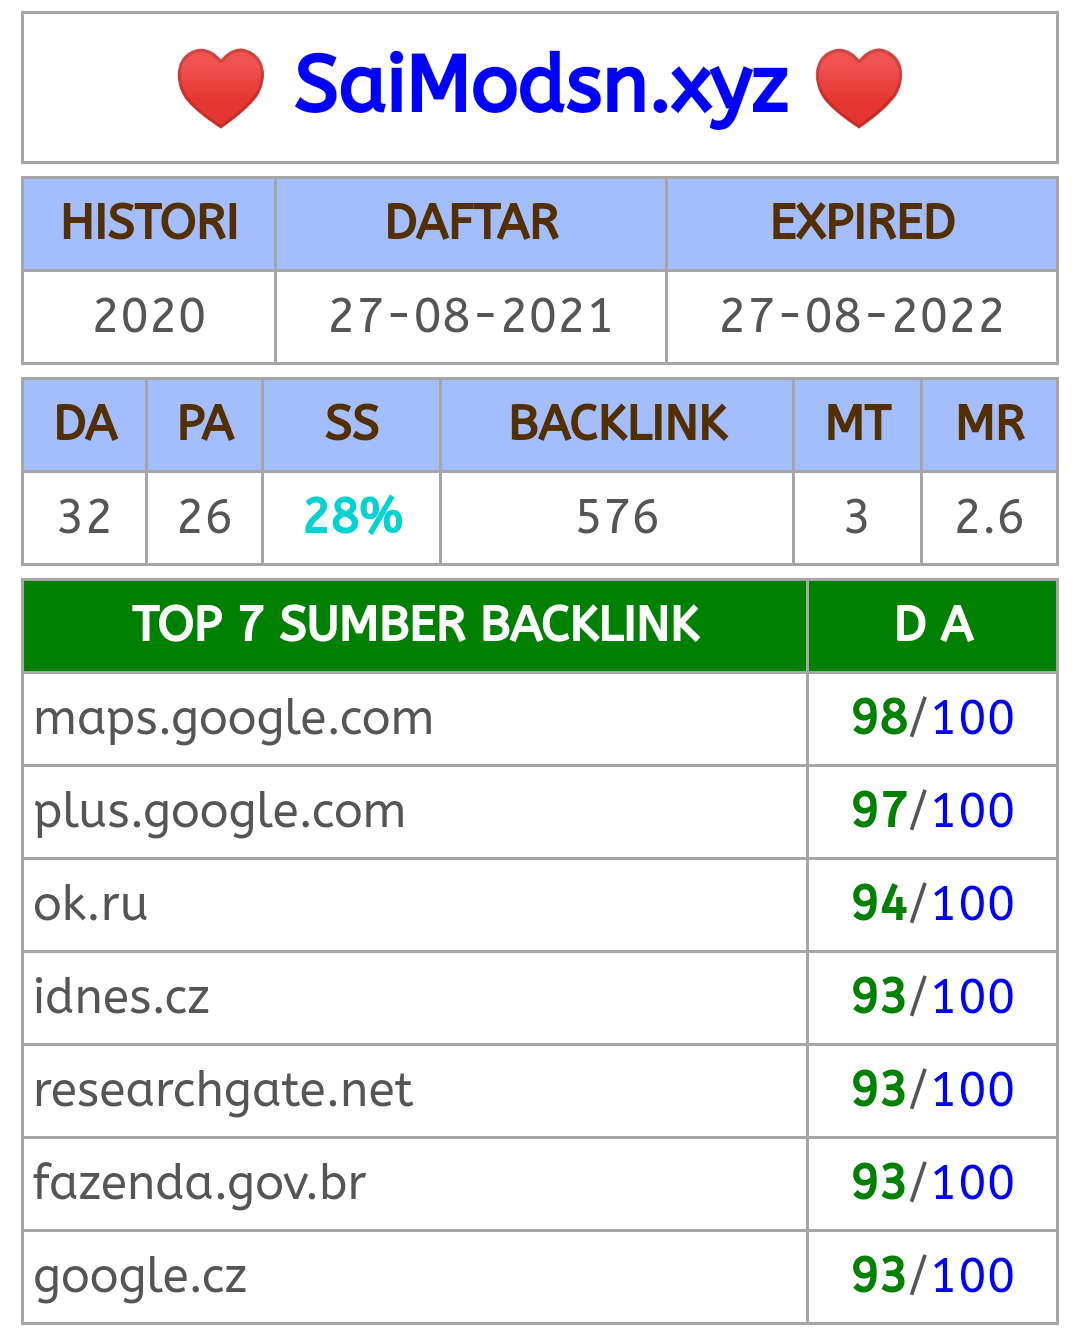 ♥️ SaiModsn.xyz ♥️
HISTORI DAFTAR EXPIRED
2020 27-08-2021 27-08-2022
DA PA SS BACKLINK MT MR
32 26 28% 576 3 2.6
TOP 7 SUMBER BACKLINK D A
maps.google.com 98/100
plus.google.com 97/100
ok.ru 94/100
idnes.cz 93/100
researchgate.net 93/100
fazenda.gov.br 93/100
google.cz 93/100